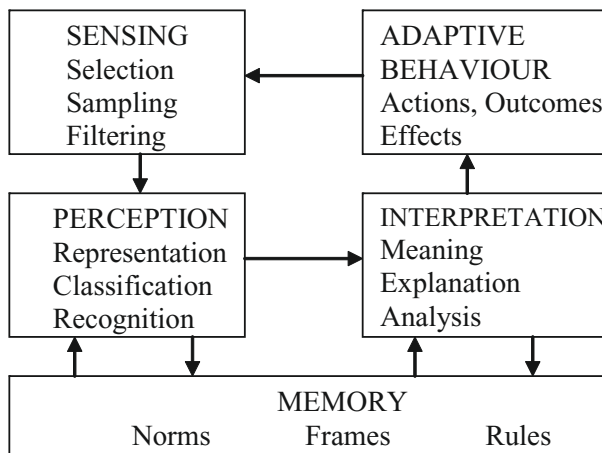 SENSING
Selection
Sampling
Filtering
ADAPTIVE
BEHAVIOUR
Actions, Outcomes
Effects
PERCEPTION
Representation
Classification
Recognition
INTERPRETATION
Meaning
Explanation
Analysis
MEMORY
Norms Frames Rules